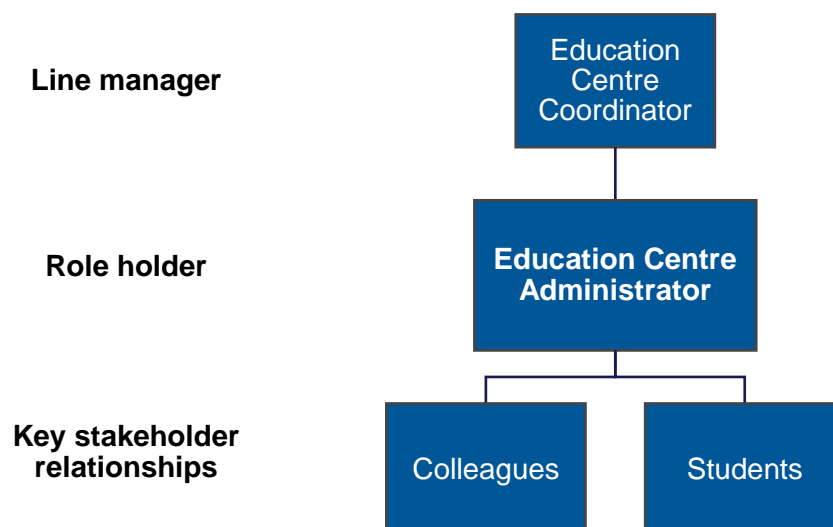 Line manager
Education
Centre
Coordinator
Role holder
Education Centre
Administrator
Key stakeholder
relationships
Colleagues
Students